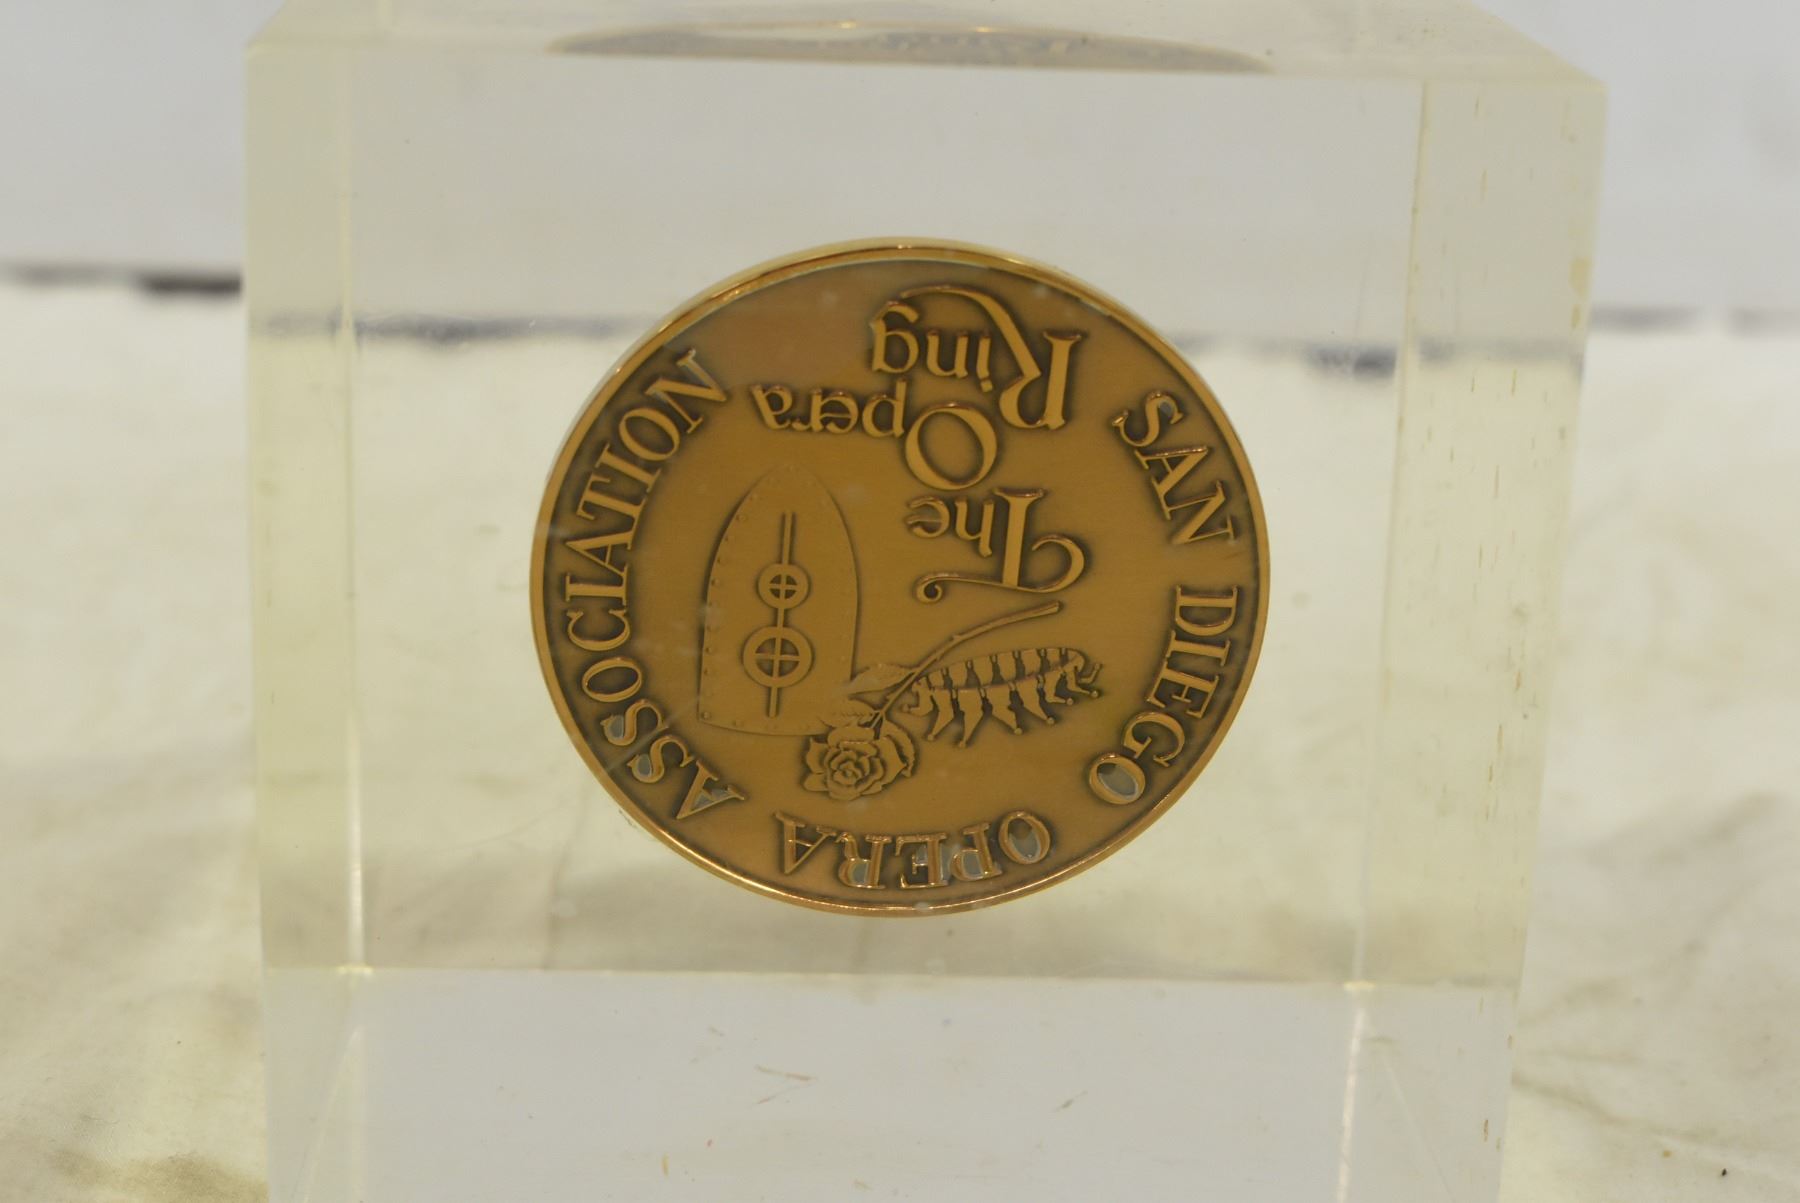 SAN DIEGO OPERA ASSOCIATION
The
Opera
Ring